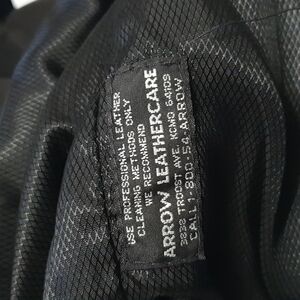 USE PROFESSIONAL LEATHER
CLEANING METHODS ONLY
WE RECOMMEND
ARROW LEATHERCARE
3838 TROOST AVE. KCMO 64109
CALL 1-800-54-ARROW